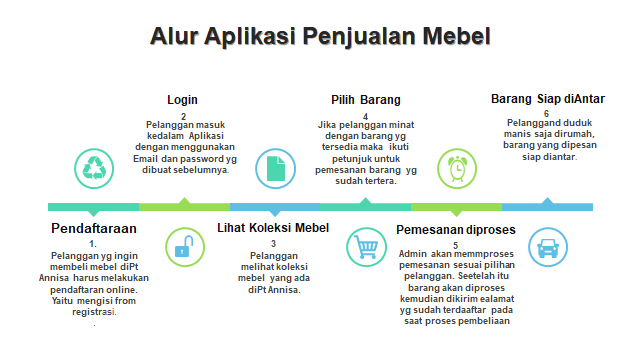 Alur Aplikasi Penjualan Mebel
Pendaftaraan
1.
Pelanggan yg ingin
membeli mebel diPt
Annisa harus melakukan
pendaftaran online.
Yaitu mengisi from
registrasi.
.
Login
2
Pelanggan masuk
kedalam Aplikasi
dengan menggunakan
Email dan password yg
dibuat sebelumnya.
Lihat Koleksi Mebel
3
Pelanggan
melihat koleksi
mebel yang ada
diPt Annisa.
Pilih Barang
4
Jika pelanggan minat
dengan barang yg
tersedia maka ikuti
petunjuk untuk
pemesanan barang yg
sudah tertera.
Pemesanan diproses
5
Admin akan memmproses
pemesanan sesuai pilihan
pelanggan. Seetelah itu
barang akan diproses
kemudian dikirim ealamat
yg sudah terdaaftar pada
saat proses pembeliaan
Barang Siap diAntar
6
Pelanggand duduk
manis saja dirumah,
barang yang dipesan
siap diantar.